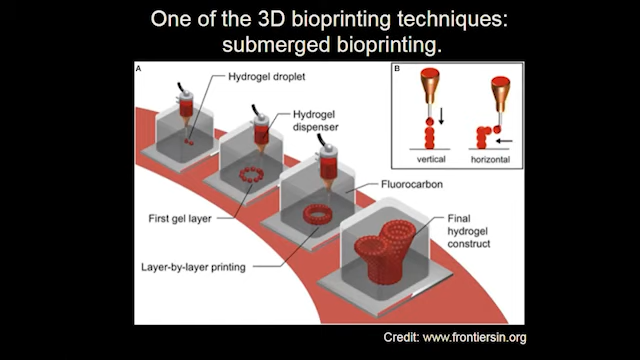 One of the 3D bioprinting techniques:
submerged bioprinting.
A
Hydrogel droplet
Hydrogel
dispenser
Fluorocarbon
First gel layer
Layer-by-layer printing
Final
hydrogel
construct
B
vertical
horizontal
Credit: www.frontiersin.org